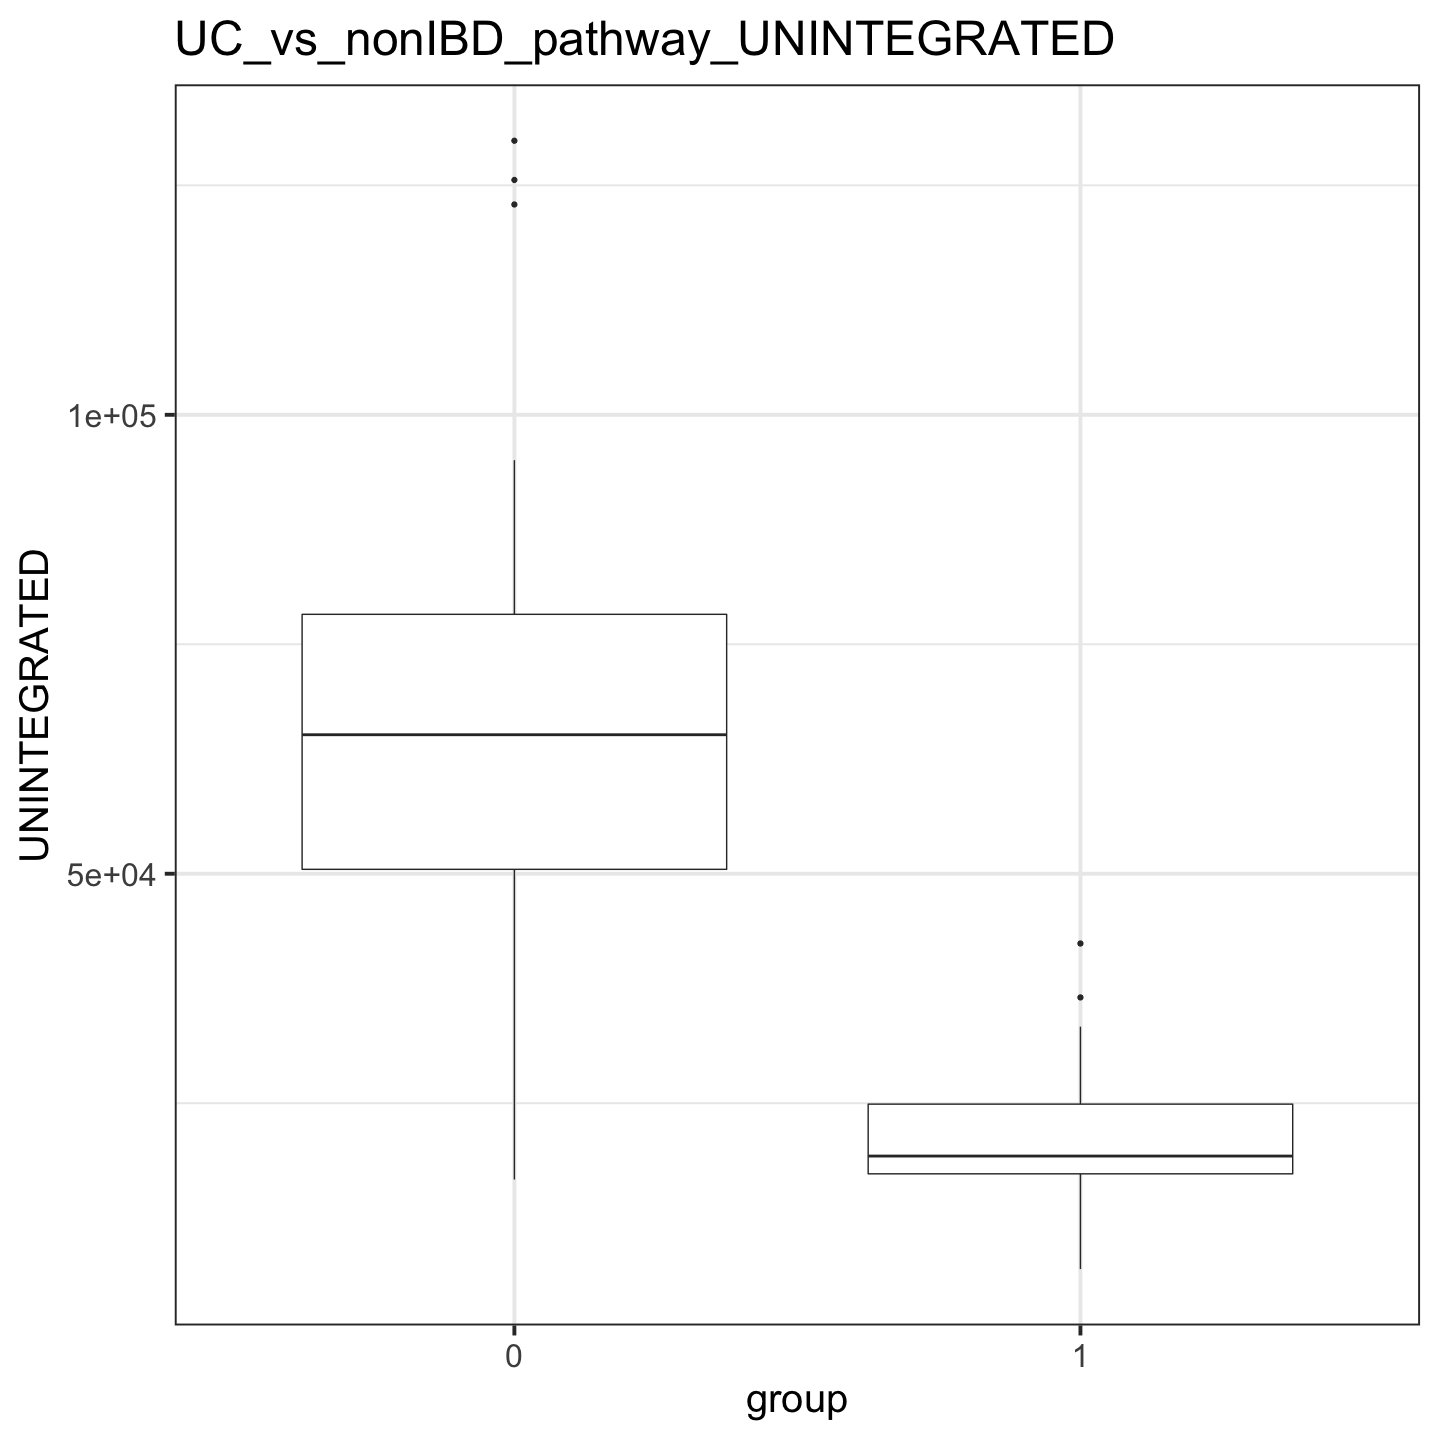 UC_vs_nonIBD_pathway_UNINTEGRATED
1e+05
5e+04
UNINTEGRATED
0
1
group